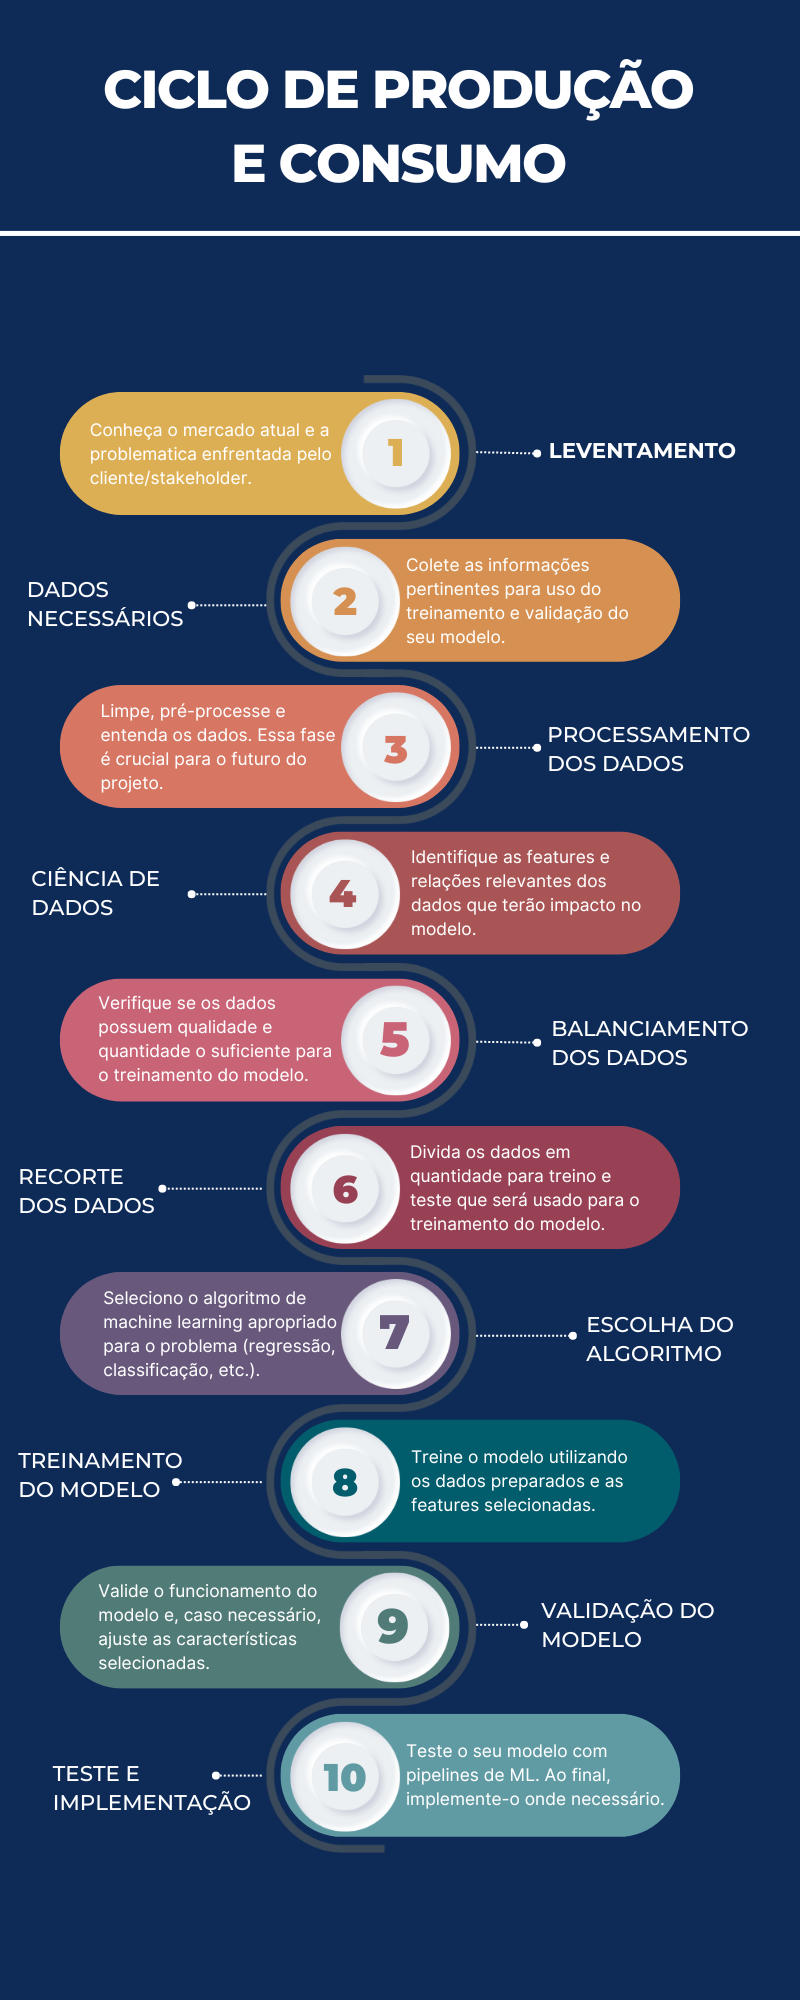 CICLO DE PRODUÇÃO
E CONSUMO
Conheça o mercado atual e a
problematica enfrentada pelo
cliente/stakeholder.
1
LEVENTAMENTO
DADOS
NECESSÁRIOS
2
Colete as informações
pertinentes para uso do
treinamento e validação do
seu modelo.
Limpe, pré-processe e
entenda os dados. Essa fase
é crucial para o futuro do
projeto.
3
PROCESSAMENTO
DOS DADOS
CIÊNCIA DE
DADOS
4
Identifique as features e
relações relevantes dos
dados que terão impacto no
modelo.
Verifique se os dados
possuem qualidade e
quantidade o suficiente para
o treinamento do modelo.
5
BALANCIAMENTO
DOS DADOS
RECORTE
DOS DADOS
6
Divida os dados em
quantidade para treino e
teste que será usado para o
treinamento do modelo.
Seleciono o algoritmo de
machine learning apropriado
para o problema (regressão,
classificação, etc.).
7
ESCOLHA DO
ALGORITMO
TREINAMENTO
DO MODELO
8
Treine o modelo utilizando
os dados preparados e as
features selecionadas.
Valide o funcionamento do
modelo e, caso necessário,
ajuste as características
selecionadas.
9
VALIDAÇÃO DO
MODELO
TESTE E
IMPLEMENTAÇÃO
10
Teste o seu modelo com
pipelines de ML. Ao final,
implemente-o onde necessário.